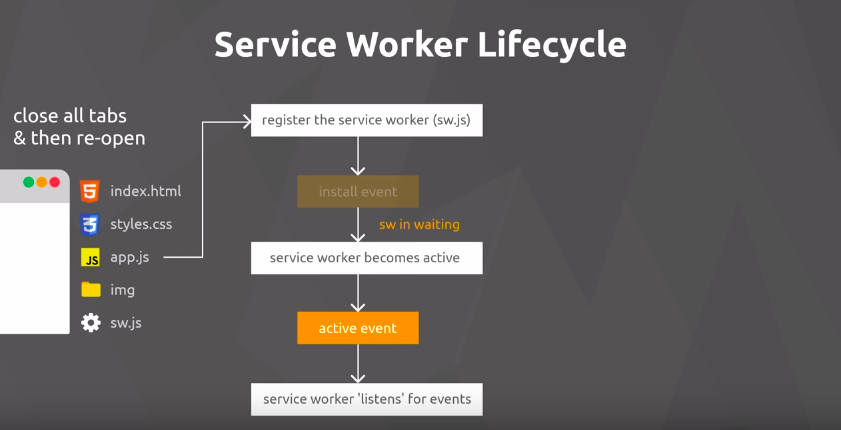 Service Worker Lifecycle
close all tabs
& then re-open
register the service worker (sw.js)
5 index.html
3 styles.css
JS app.js
img
sw.js
install event
sw in waiting
service worker becomes active
active event
service worker 'listens' for events